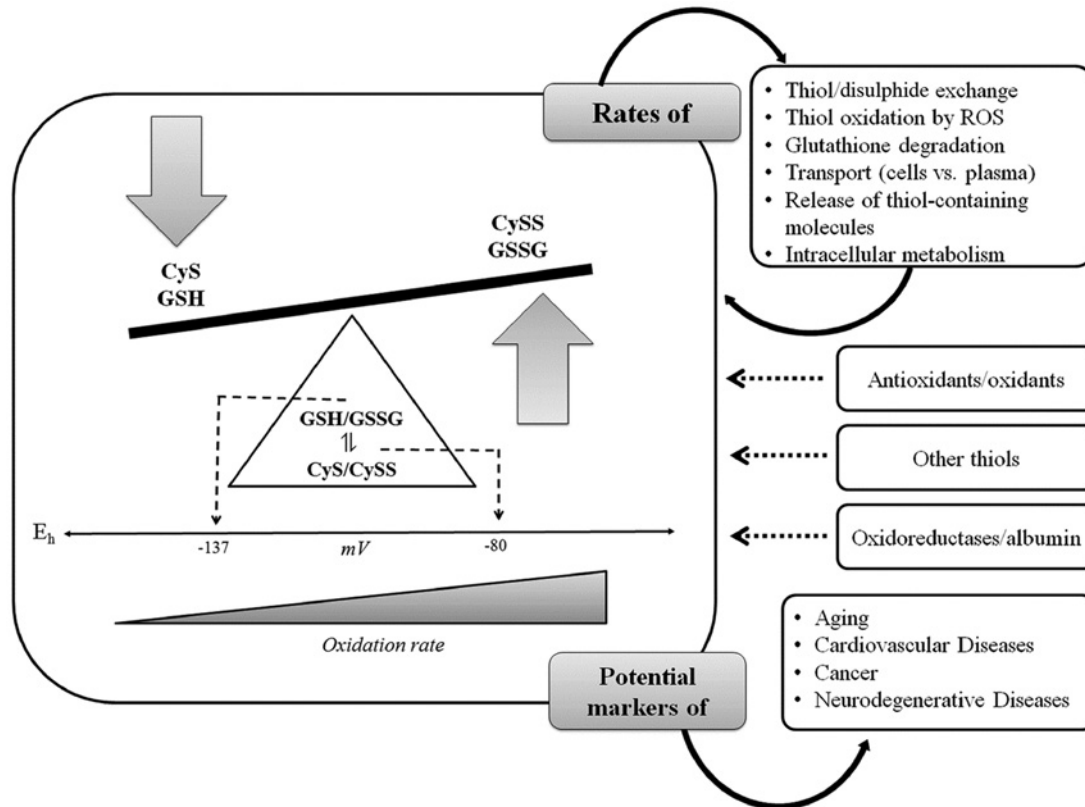 Rates of
• Thiol/disulphide exchange
• Thiol oxidation by ROS
• Glutathione degradation
• Transport (cells vs. plasma)
• Release of thiol-containing
molecules
• Intracellular metabolism
CyS
GSH
CySS
GSSG
GSH/GSSG
⥮
CyS/CySS
Antioxidants/oxidants
Other thiols
Oxidoreductases/albumin
Eh
-137
mV
-80
Oxidation rate
Potential
markers of
• Aging
• Cardiovascular Diseases
• Cancer
• Neurodegenerative Diseases